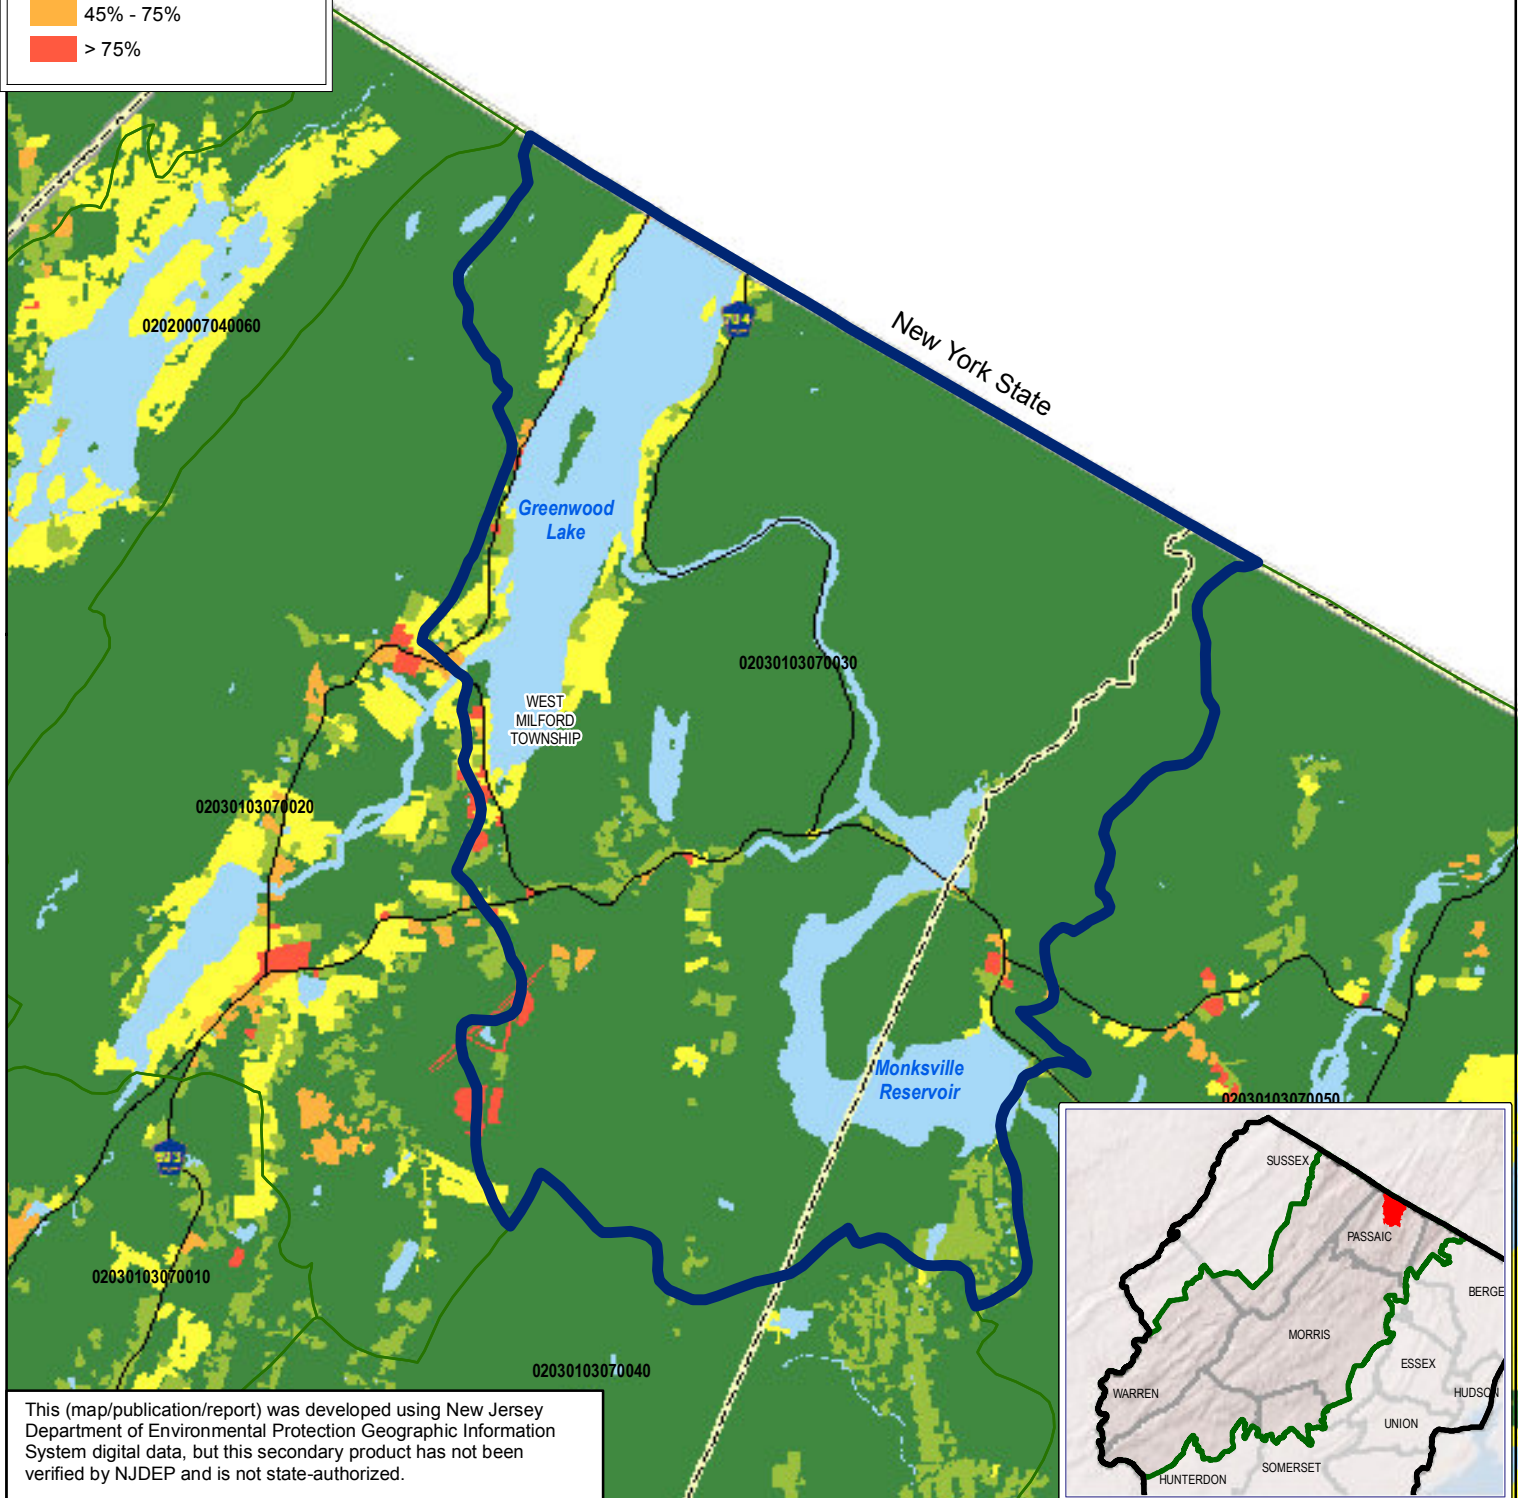 45% - 75%
> 75%
New York State
02020007040060
Greenwood
Lake
02030103070030
WEST
MILFORD
TOWNSHIP
02030103070020
Monksville
Reservoir
02030103070050
02030103070010
02030103070040
SUSSEX
PASSAIC
BERGE
MORRIS
ESSEX
WARREN
HUDSON
UNION
SOMERSET
HUNTERDON
This (map/publication/report) was developed using New Jersey
Department of Environmental Protection Geographic Information
System digital data, but this secondary product has not been
verified by NJDEP and is not state-authorized.